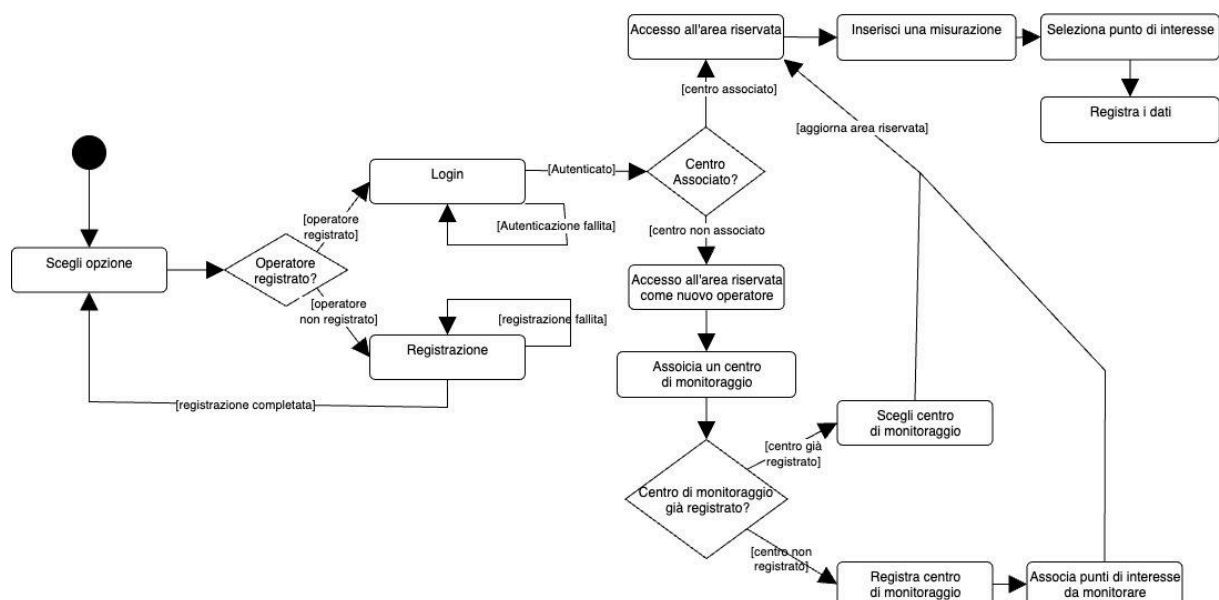 Accesso all'area riservata
Inserisci una misurazione
Seleziona punto di interesse
[centro associato]
Registra i dati
[aggiorna area riservata]
Login
[Autenticato]
Centro
Associato?
[operatore
registrato]
[Autenticazione fallita]
[centro non associato
Scegli opzione
Operatore
registrato?
Accesso all'area riservata
come nuovo operatore
[operatore
non registrato]
[registrazione fallita]
Registrazione
Assoicia un centro
di monitoraggio
[registrazione completata]
Scegli centro
di monitoraggio
[centro già
registrato]
Centro di monitoraggio
già registrato?
[centro non
registrato]
Registra centro
di monitoraggio
Associa punti di interesse
da monitorare